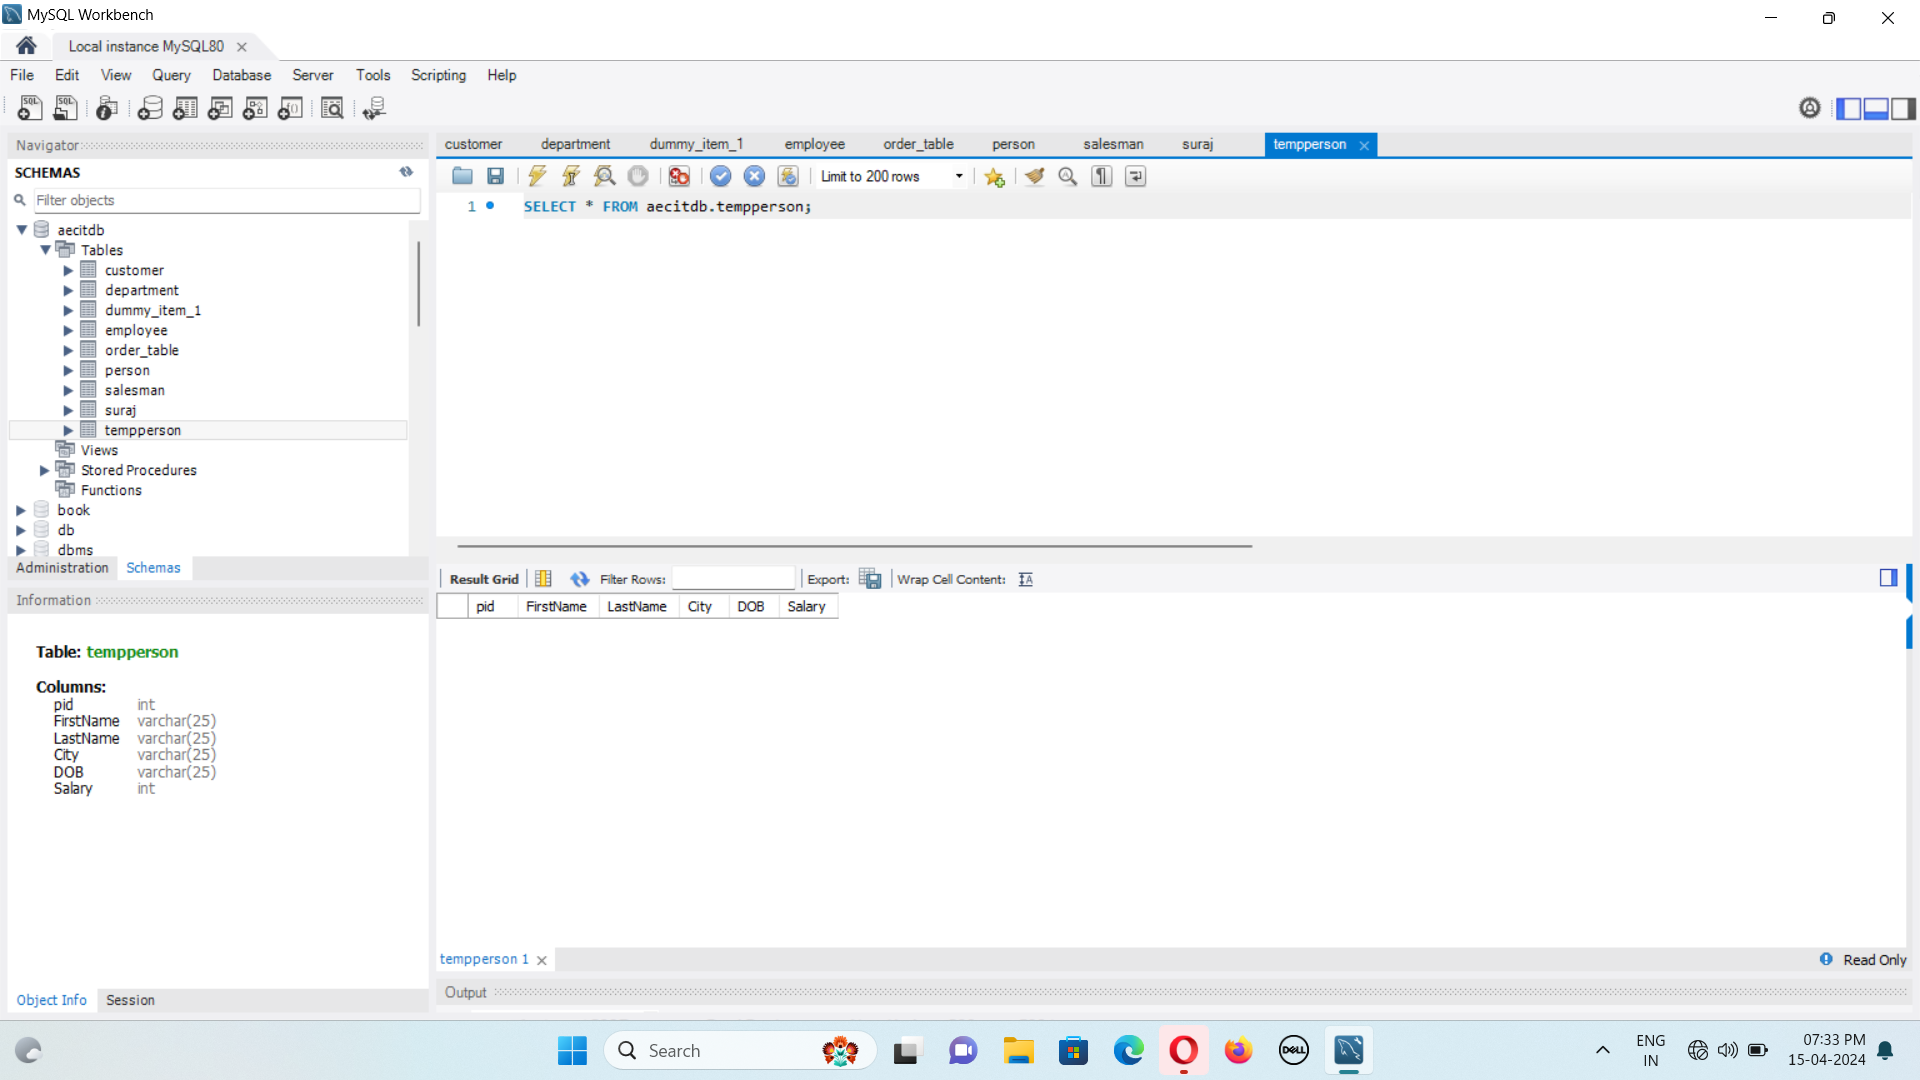 MySQL Workbench
Local instance MySQL80
File Edit View Query Database Server Tools Scripting Help
Navigator
SCHEMAS
Filter objects
aecitdb
Tables
customer
department
dummy_item_1
employee
order_table
person
salesman
suraj
tempperson
Views
Stored Procedures
Functions
book
db
dbms
Administration Schemas
Information
Table: tempperson
Columns:
pid int
FirstName varchar(25)
LastName varchar(25)
City varchar(25)
DOB varchar(25)
Salary int
Object Info Session
customer department dummy_item_1 employee order_table person salesman suraj tempperson
Limit to 200 rows
1 SELECT * FROM aecitdb.tempperson;
Result Grid Filter Rows: Export: Wrap Cell Content:
pid FirstName LastName City DOB Salary
tempperson 1
Read Only
Output
Search
DELL
ENG
IN
07:33 PM
15-04-2024